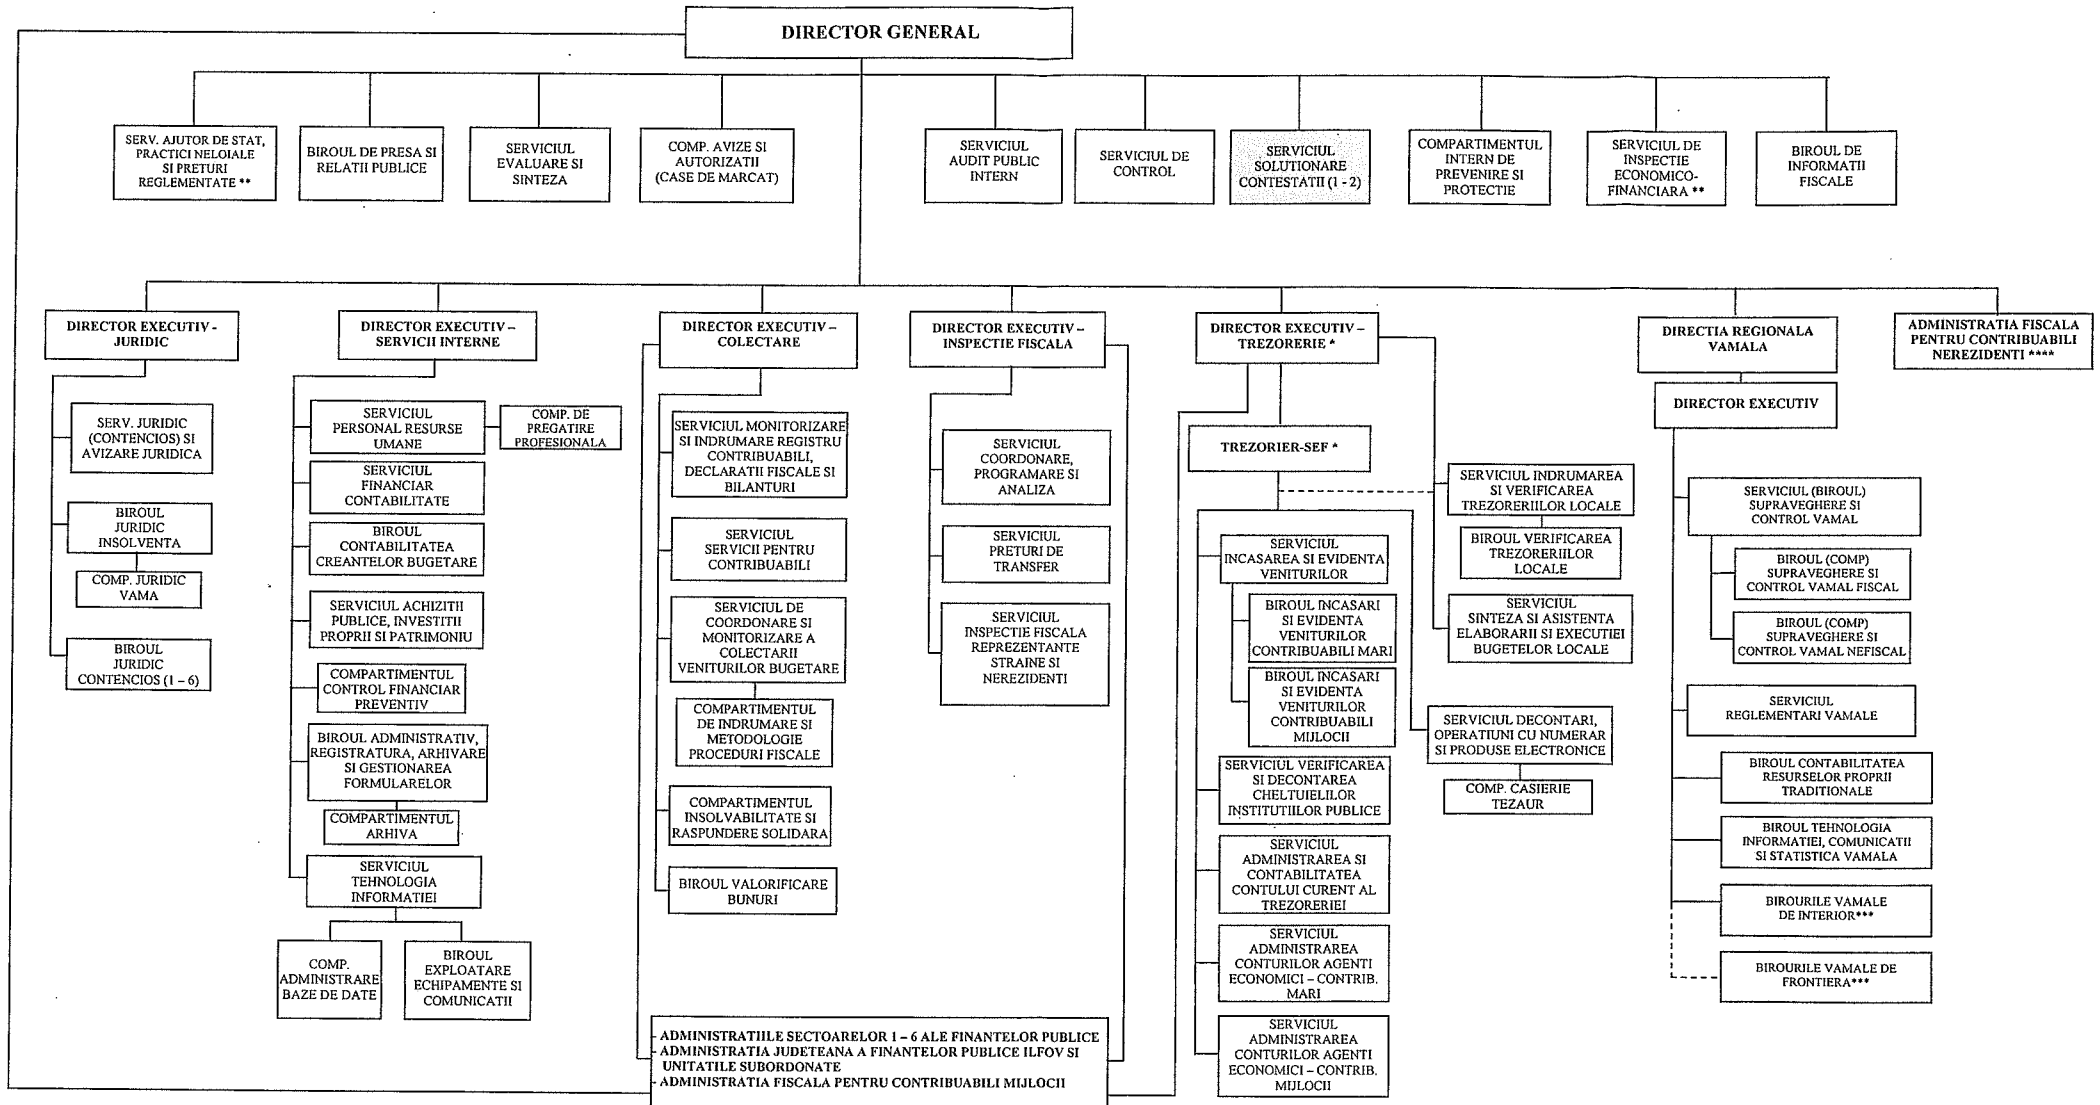 DIRECTOR GENERAL
SERV. AJUTOR DE STAT,
PRACTICI NELOIALE
SI PRETURI
REGLEMENTATE **
BIROUL DE PRESA SI
RELATII PUBLICE
SERVICIUL
EVALUARE SI
SINTEZA
COMP. AVIZE SI
AUTORIZATII
(CASE DE MARCAT)
SERVICIUL
AUDIT PUBLIC
INTERN
SERVICIUL DE
CONTROL
SERVICIUL
SOLUTIONARE
CONTESTATII (1 - 2)
COMPARTIMENTUL
INTERN DE
PREVENIRE SI
PROTECTIE
SERVICIUL DE
INSPECTIE
ECONOMICO-
FINANCIARA **
BIROUL DE
INFORMATII
FISCALE
DIRECTOR EXECUTIV -
JURIDIC
SERV. JURIDIC
(CONTENCIOS) SI
AVIZARE JURIDICA
BIROUL
JURIDIC
INSOLVENTA
COMP. JURIDIC
VAMA
BIROUL
JURIDIC
CONTENCIOS (1 – 6)
DIRECTOR EXECUTIV –
SERVICII INTERNE
SERVICIUL
PERSONAL RESURSE
UMANE
COMP. DE
PREGATIRE
PROFESIONALA
SERVICIUL
FINANCIAR
CONTABILITATE
BIROUL
CONTABILITATEA
CREANTELOR BUGETARE
SERVICIUL ACHIZITII
PUBLICE, INVESTITII
PROPRII SI PATRIMONIU
COMPARTIMENTUL
CONTROL FINANCIAR
PREVENTIV
BIROUL ADMINISTRATIV,
REGISTRATURA, ARHIVARE
SI GESTIONAREA
FORMULARELOR
COMPARTIMENTUL
ARHIVA
SERVICIUL
TEHNOLOGIA
INFORMATIEI
COMP.
ADMINISTRARE
BAZE DE DATE
BIROUL
EXPLOATARE
ECHIPAMENTE SI
COMUNICATII
DIRECTOR EXECUTIV –
COLECTARE
SERVICIUL MONITORIZARE
SI INDRUMARE REGISTRU
CONTRIBUABILI,
DECLARATII FISCALE SI
BILANTURI
SERVICIUL
SERVICII PENTRU
CONTRIBUABILI
SERVICIUL DE
COORDONARE SI
MONITORIZARE A
COLECTARII
VENITURILOR BUGETARE
COMPARTIMENTUL
DE INDRUMARE SI
METODOLOGIE
PROCEDURI FISCALE
COMPARTIMENTUL
INSOLVABILITATE SI
RASPUNDERE SOLIDARA
BIROUL VALORIFICARE
BUNURI
DIRECTOR EXECUTIV –
INSPECTIE FISCALA
SERVICIUL
COORDONARE,
PROGRAMARE SI
ANALIZA
SERVICIUL
PRETURI DE
TRANSFER
SERVICIUL
INSPECTIE FISCALA
REPREZENTANTE
STRAINE SI
NEREZIDENTI
- ADMINISTRATIILE SECTOARELOR 1 – 6 ALE FINANTELOR PUBLICE
- ADMINISTRATIA JUDETEANA A FINANTELOR PUBLICE ILFOV SI
UNITATILE SUBORDONATE
- ADMINISTRATIA FISCALA PENTRU CONTRIBUABILI MIJLOCII
DIRECTOR EXECUTIV –
TREZORERIE *
TREZORIER-SEF *
SERVICIUL
INCASAREA SI EVIDENTA
VENITURILOR
BIROUL INCASARI
SI EVIDENTA
VENITURILOR
CONTRIBUABILI MARI
BIROUL INCASARI
SI EVIDENTA
VENITURILOR
CONTRIBUABILI
MIJLOCII
SERVICIUL VERIFICAREA
SI DECONTAREA
CHELTUIELILOR
INSTITUTIILOR PUBLICE
SERVICIUL
ADMINISTRAREA SI
CONTABILITATEA
CONTULUI CURENT AL
TREZORERIEI
SERVICIUL
ADMINISTRAREA
CONTURILOR AGENTI
ECONOMICI – CONTRIB.
MARI
SERVICIUL
ADMINISTRAREA
CONTURILOR AGENTI
ECONOMICI – CONTRIB.
MIJLOCII
SERVICIUL INDRUMAREA
SI VERIFICAREA
TREZORERIILOR LOCALE
BIROUL VERIFICAREA
TREZORERIILOR
LOCALE
SERVICIUL
SINTEZA SI ASISTENTA
ELABORARII SI EXECUTIEI
BUGETELOR LOCALE
SERVICIUL DECONTARI,
OPERATIUNI CU NUMERAR
SI PRODUSE ELECTRONICE
COMP. CASIERIE
TEZAUR
DIRECTIA REGIONALA
VAMALA
DIRECTOR EXECUTIV
SERVICIUL (BIROUL)
SUPRAVEGHERE SI
CONTROL VAMAL
BIROUL (COMP)
SUPRAVEGHERE SI
CONTROL VAMAL FISCAL
BIROUL (COMP)
SUPRAVEGHERE SI
CONTROL VAMAL NEFISCAL
SERVICIUL
REGLEMENTARI VAMALE
BIROUL CONTABILITATEA
RESURSELOR PROPRII
TRADITIONALE
BIROUL TEHNOLOGIA
INFORMATIEI, COMUNICATII
SI STATISTICA VAMALA
BIROURILE VAMALE
DE INTERIOR***
BIROURILE VAMALE DE
FRONTIERA***
ADMINISTRATIA FISCALA
PENTRU CONTRIBUABILI
NEREZIDENTI ****